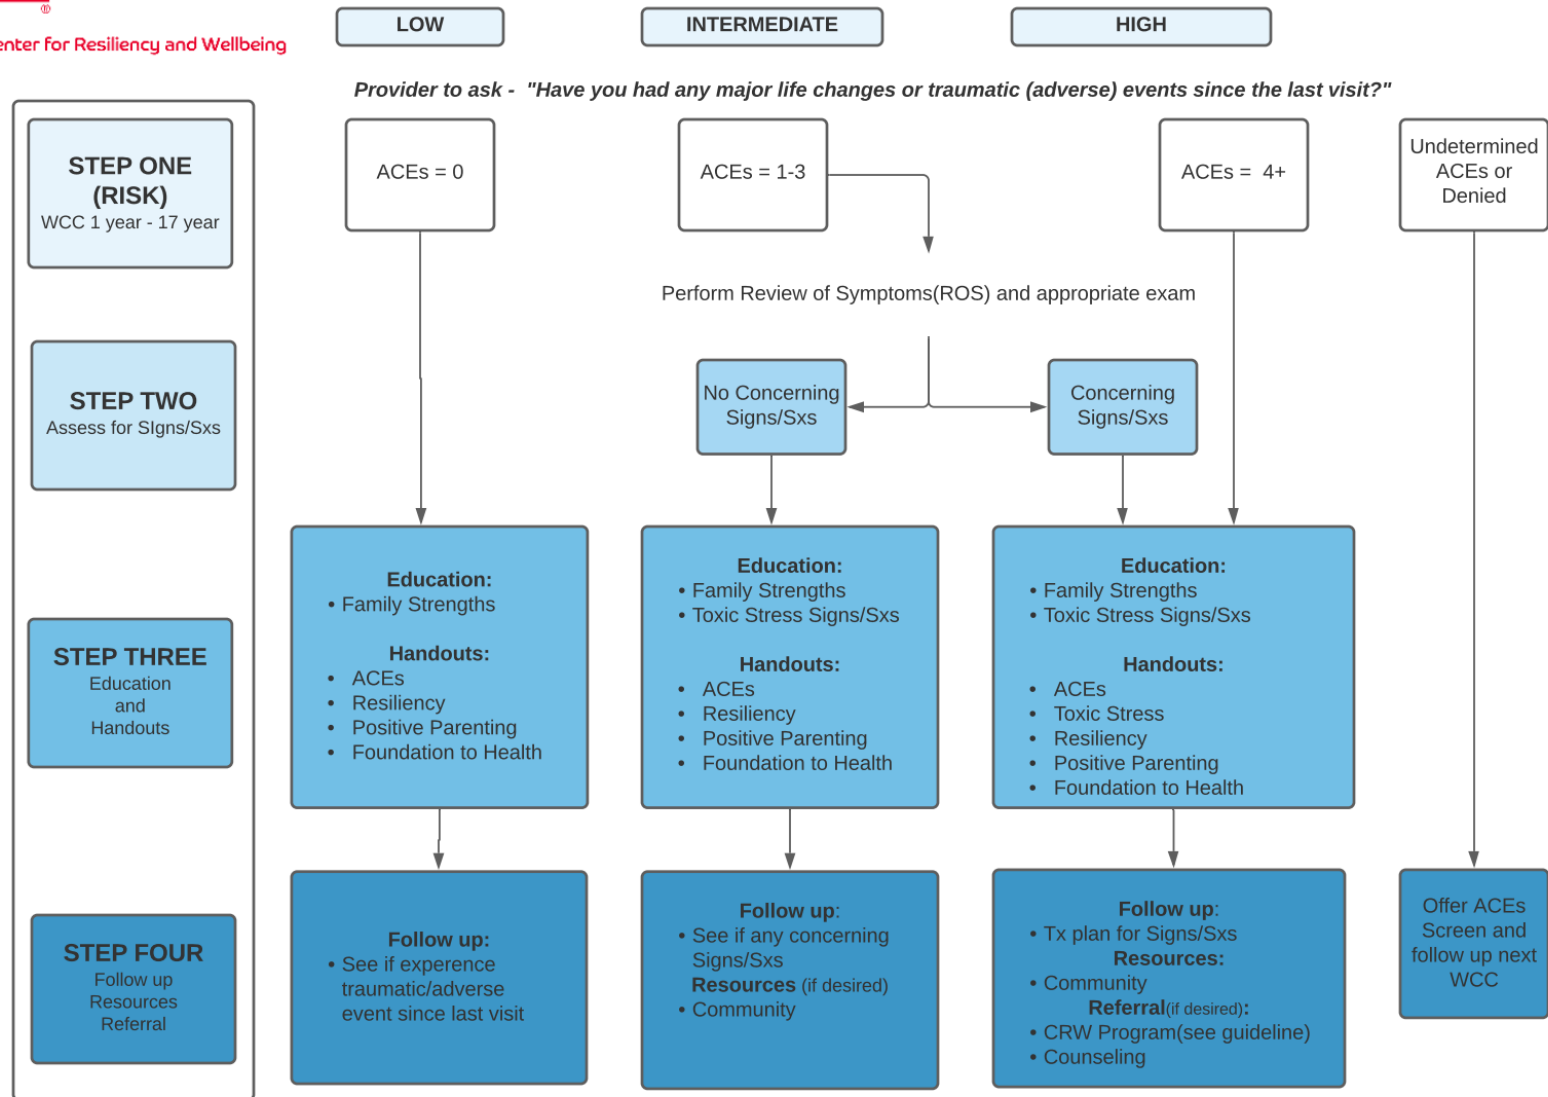 ®
enter for Resiliency and Wellbeing
LOW
INTERMEDIATE
HIGH
Provider to ask - "Have you had any major life changes or traumatic (adverse) events since the last visit?"
STEP ONE
(RISK)
WCC 1 year - 17 year
ACEs = 0
ACEs = 1-3
ACEs = 4+
Undetermined
ACEs or
Denied
Perform Review of Symptoms(ROS) and appropriate exam
STEP TWO
Assess for SIgns/Sxs
No Concerning
Signs/Sxs
Concerning
Signs/Sxs
STEP THREE
Education
and
Handouts
Education:
• Family Strengths
Handouts:
• ACEs
• Resiliency
• Positive Parenting
• Foundation to Health
Education:
• Family Strengths
• Toxic Stress Signs/Sxs
Handouts:
• ACEs
• Resiliency
• Positive Parenting
• Foundation to Health
Education:
• Family Strengths
• Toxic Stress Signs/Sxs
Handouts:
• ACEs
• Toxic Stress
• Resiliency
• Positive Parenting
• Foundation to Health
STEP FOUR
Follow up
Resources
Referral
Follow up:
• See if experence
traumatic/adverse
event since last visit
Follow up:
• See if any concerning
Signs/Sxs
Resources (if desired)
• Community
Follow up:
• Tx plan for Signs/Sxs
Resources:
• Community
Referral(if desired):
• CRW Program(see guideline)
• Counseling
Offer ACEs
Screen and
follow up next
WCC